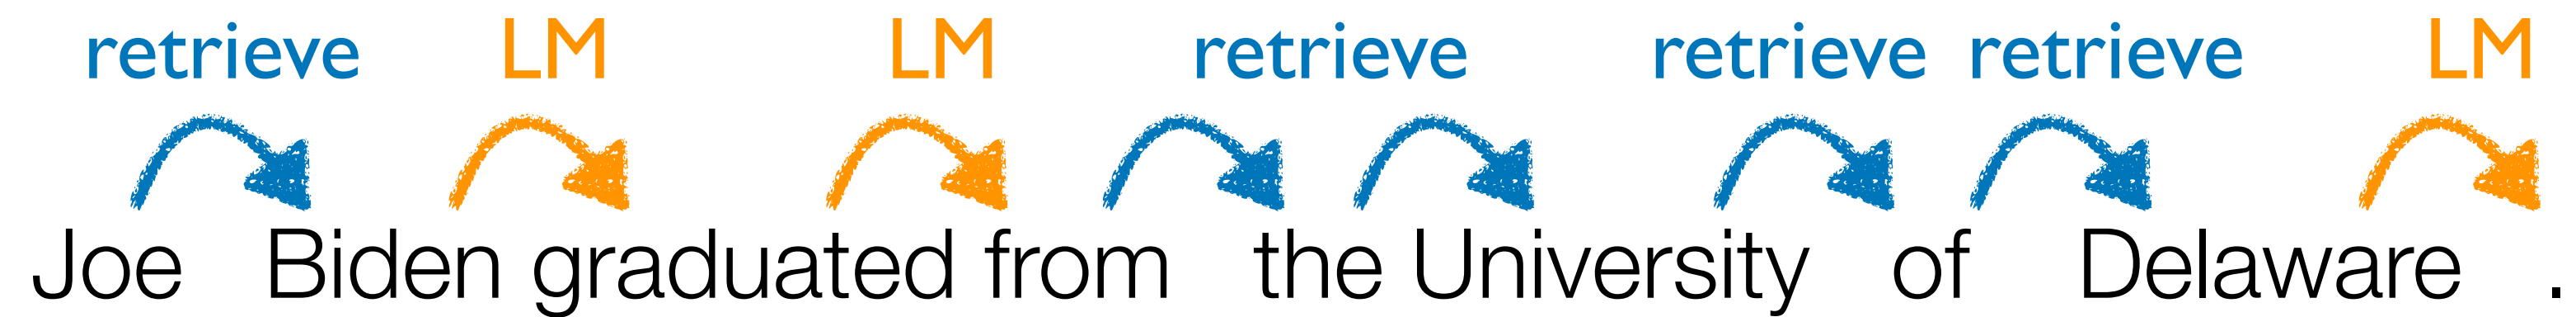 retrieve LM LM retrieve retrieve retrieve LM
Joe Biden graduated from the University of Delaware .